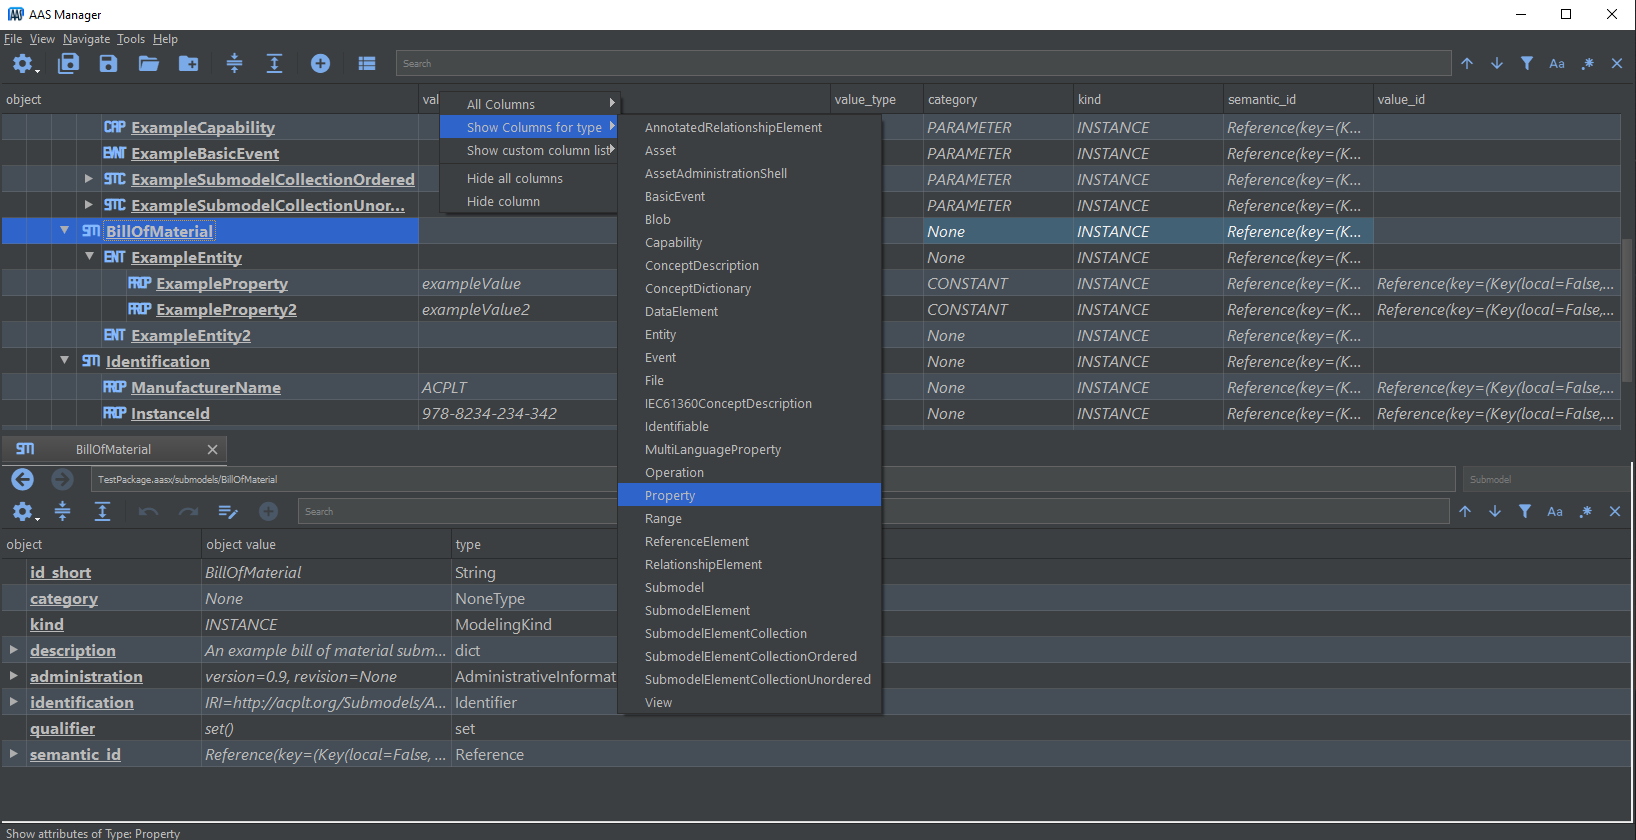 AAS Manager
File View Navigate Tools Help
Search
Aa
object
value_type category kind semantic_id value_id
All Columns
Show Columns for type
Show custom column list
Hide all columns
Hide column
AnnotatedRelationshipElement
Asset
AssetAdministrationShell
BasicEvent
Blob
Capability
ConceptDescription
ConceptDictionary
DataElement
Entity
Event
File
IEC61360ConceptDescription
Identifiable
MultiLanguageProperty
Operation
Property
Range
ReferenceElement
RelationshipElement
Submodel
SubmodelElement
SubmodelElementCollection
SubmodelElementCollectionOrdered
SubmodelElementCollectionUnordered
View
CAP ExampleCapability PARAMETER INSTANCE Reference(key=(K...
EVNT ExampleBasicEvent PARAMETER INSTANCE Reference(key=(K...
SMC ExampleSubmodelCollectionOrdered PARAMETER INSTANCE Reference(key=(K...
SMC ExampleSubmodelCollectionUnor... PARAMETER INSTANCE Reference(key=(K...
SM BillOfMaterial None INSTANCE Reference(key=(K...
ENT ExampleEntity None INSTANCE Reference(key=(K...
PROP ExampleProperty exampleValue CONSTANT INSTANCE Reference(key=(K... Reference(key=(Key(local=False,...
PROP ExampleProperty2 exampleValue2 CONSTANT INSTANCE Reference(key=(K... Reference(key=(Key(local=False,...
ENT ExampleEntity2 None INSTANCE Reference(key=(K...
SM Identification None INSTANCE Reference(key=(K...
PROP ManufacturerName ACPLT None INSTANCE Reference(key=(K... Reference(key=(Key(local=False,...
PROP InstanceId 978-8234-234-342 None INSTANCE Reference(key=(K... Reference(key=(Key(local=False,...
SM BillOfMaterial
TestPackage.aasx/submodels/BillOfMaterial Submodel
Search Aa
object object value type
id_short BillOfMaterial String
category None NoneType
kind INSTANCE ModelingKind
description An example bill of material subm... dict
administration version=0.9, revision=None AdministrativeInformat
identification IRI=http://acplt.org/Submodels/A... Identifier
qualifier set() set
semantic_id Reference(key=(Key(local=False, ... Reference
Show attributes of Type: Property